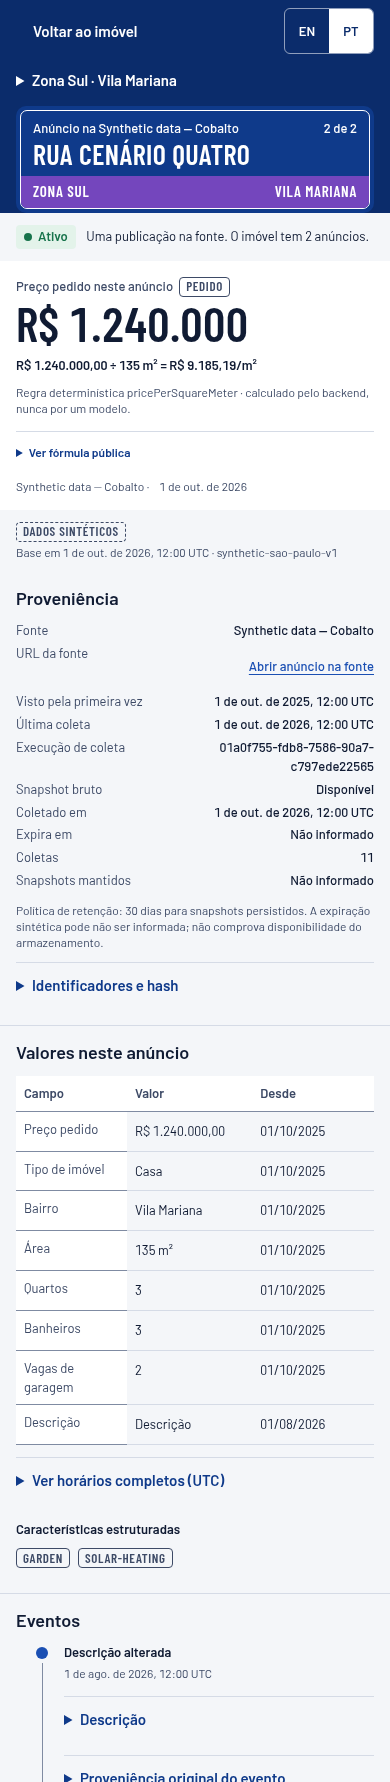 Voltar ao imóvel
EN PT
Zona Sul · Vila Mariana
Anúncio na Synthetic data — Cobalto 2 de 2
RUA CENÁRIO QUATRO
ZONA SUL VILA MARIANA
Ativo Uma publicação na fonte. O imóvel tem 2 anúncios.
Preço pedido neste anúncio PEDIDO
R$ 1.240.000
R$ 1.240.000,00 ÷ 135 m² = R$ 9.185,19/m²
Regra determinística pricePerSquareMeter · calculado pelo backend,
nunca por um modelo.
Ver fórmula pública
Synthetic data — Cobalto · 1 de out. de 2026
DADOS SINTÉTICOS
Base em 1 de out. de 2026, 12:00 UTC · synthetic-sao-paulo-v1
Proveniência
Fonte Synthetic data — Cobalto
URL da fonte
Abrir anúncio na fonte
Visto pela primeira vez 1 de out. de 2025, 12:00 UTC
Última coleta 1 de out. de 2026, 12:00 UTC
Execução de coleta 01a0f755-fdb8-7586-90a7-
c797ede22565
Snapshot bruto Disponível
Coletado em 1 de out. de 2026, 12:00 UTC
Expira em Não informado
Coletas 11
Snapshots mantidos Não informado
Política de retenção: 30 dias para snapshots persistidos. A expiração
sintética pode não ser informada; não comprova disponibilidade do
armazenamento.
Identificadores e hash
Valores neste anúncio
Campo Valor Desde
Preço pedido R$ 1.240.000,00 01/10/2025
Tipo de imóvel Casa 01/10/2025
Bairro Vila Mariana 01/10/2025
Área 135 m² 01/10/2025
Quartos 3 01/10/2025
Banheiros 3 01/10/2025
Vagas de
garagem 2 01/10/2025
Descrição Descrição 01/08/2026
Ver horários completos (UTC)
Características estruturadas
GARDEN SOLAR-HEATING
Eventos
Descrição alterada
1 de ago. de 2026, 12:00 UTC
Descrição
Proveniência original do evento